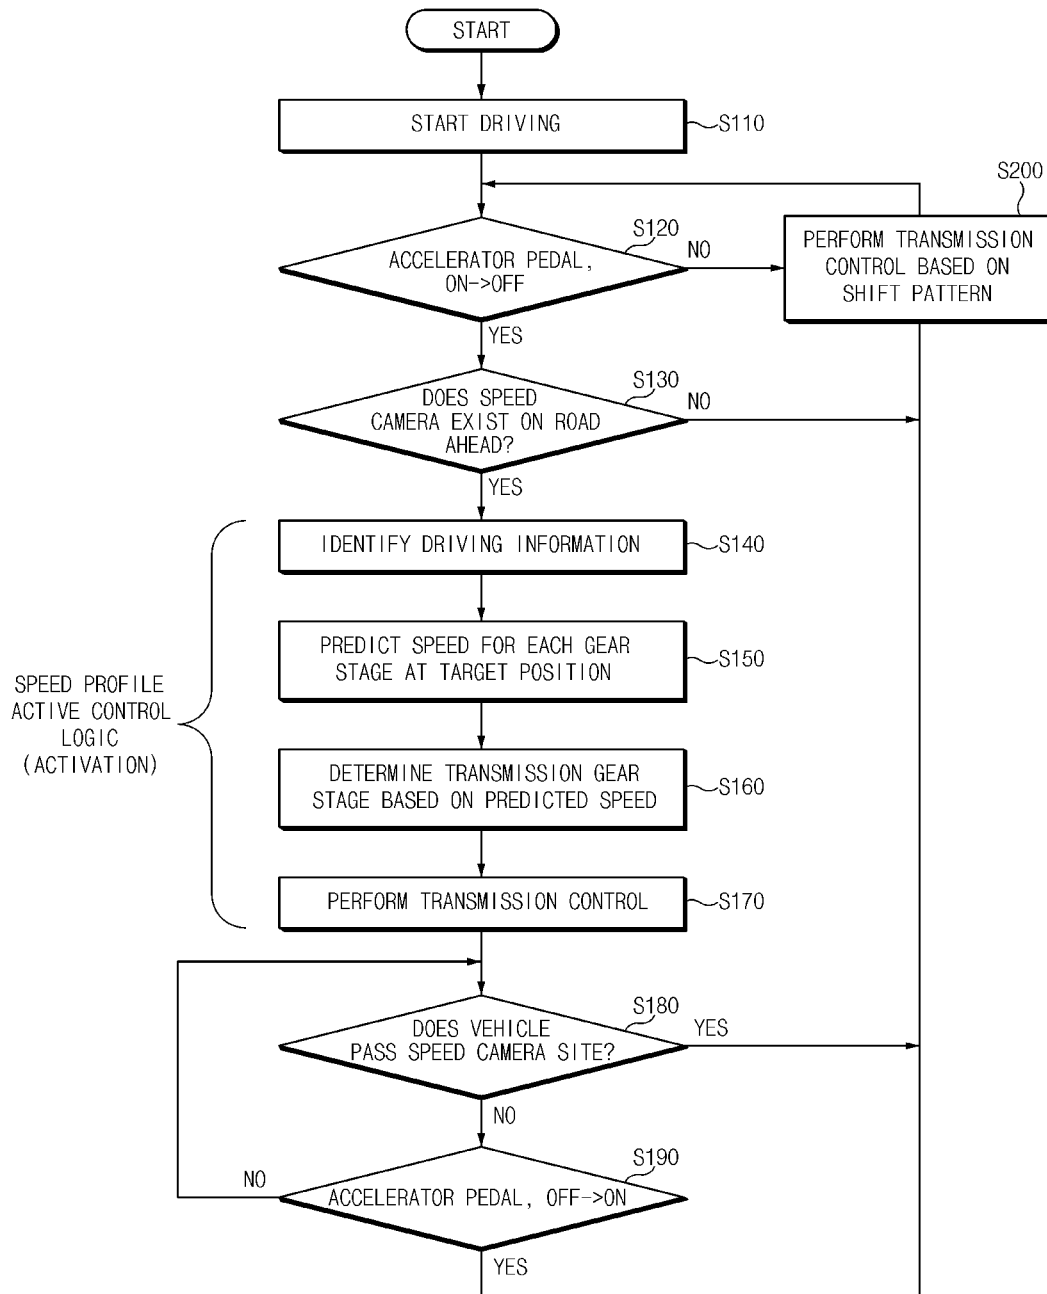 START
START DRIVING
S110
S200
PERFORM TRANSMISSION
CONTROL BASED ON
SHIFT PATTERN
S120
ACCELERATOR PEDAL,
ON->OFF
NO
YES
S130
DOES SPEED
CAMERA EXIST ON ROAD
AHEAD?
NO
YES
IDENTIFY DRIVING INFORMATION
S140
PREDICT SPEED FOR EACH GEAR
STAGE AT TARGET POSITION
S150
SPEED PROFILE
ACTIVE CONTROL
LOGIC
(ACTIVATION)
DETERMINE TRANSMISSION GEAR
STAGE BASED ON PREDICTED SPEED
S160
PERFORM TRANSMISSION CONTROL
S170
S180
DOES VEHICLE
PASS SPEED CAMERA SITE?
YES
NO
S190
ACCELERATOR PEDAL, OFF->ON
NO
YES